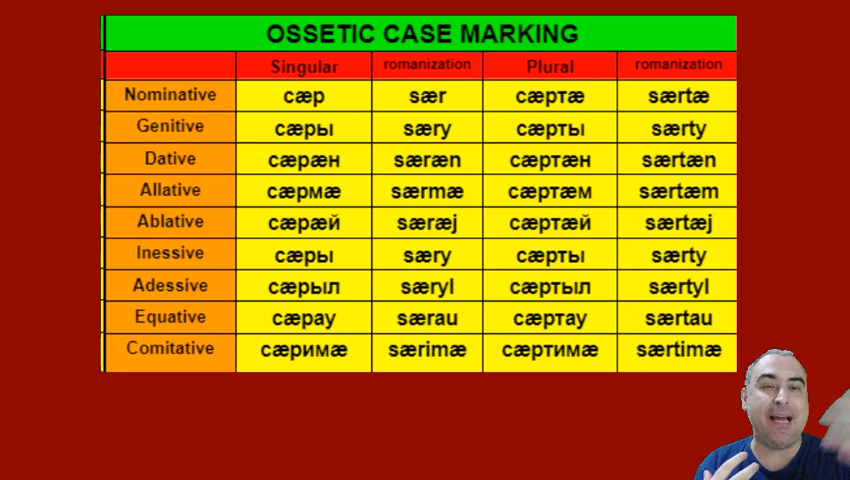 OSSETIC CASE MARKING
Singular romanization Plural romanization
Nominative сæр sær сæртæ særtæ
Genitive сæры særy сæрты særty
Dative сæрæн særæn сæртæн særtæn
Allative сæрмæ særmæ сæртæм særtæm
Ablative сæрæй særæj сæртæй særtæj
Inessive сæры særy сæрты særty
Adessive сæрыл særyl сæртыл særtyl
Equative сæрау særau сæртау særtau
Comitative сæримæ særimæ сæртимæ særtimæ